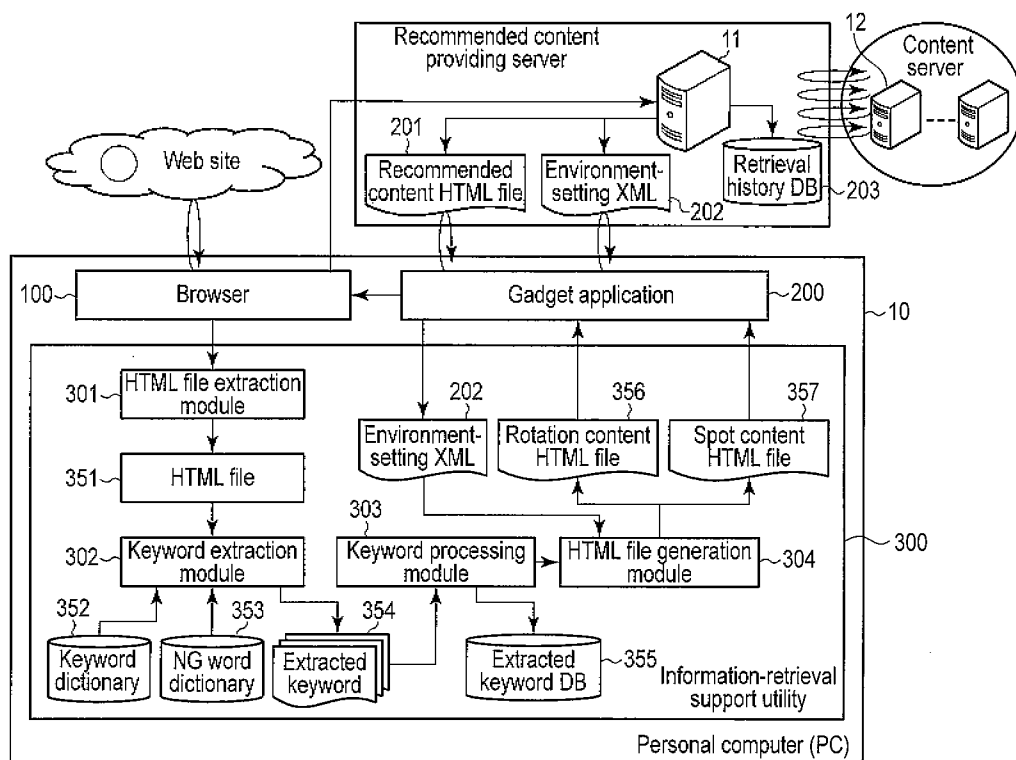 Recommended content
providing server
11
12
Content
server
201
Web site
Recommended
content HTML file
Environment-
setting XML
202
Retrieval
history DB
203
100
Browser
Gadget application
200
10
301
HTML file extraction
module
202
356
357
Environment-
setting XML
Rotation content
HTML file
Spot content
HTML file
351
HTML file
303
302
Keyword extraction
module
Keyword processing
module
HTML file generation
module
304
300
352
353
354
Keyword
dictionary
NG word
dictionary
Extracted
keyword
Extracted
keyword DB
355
Information-retrieval
support utility
Personal computer (PC)